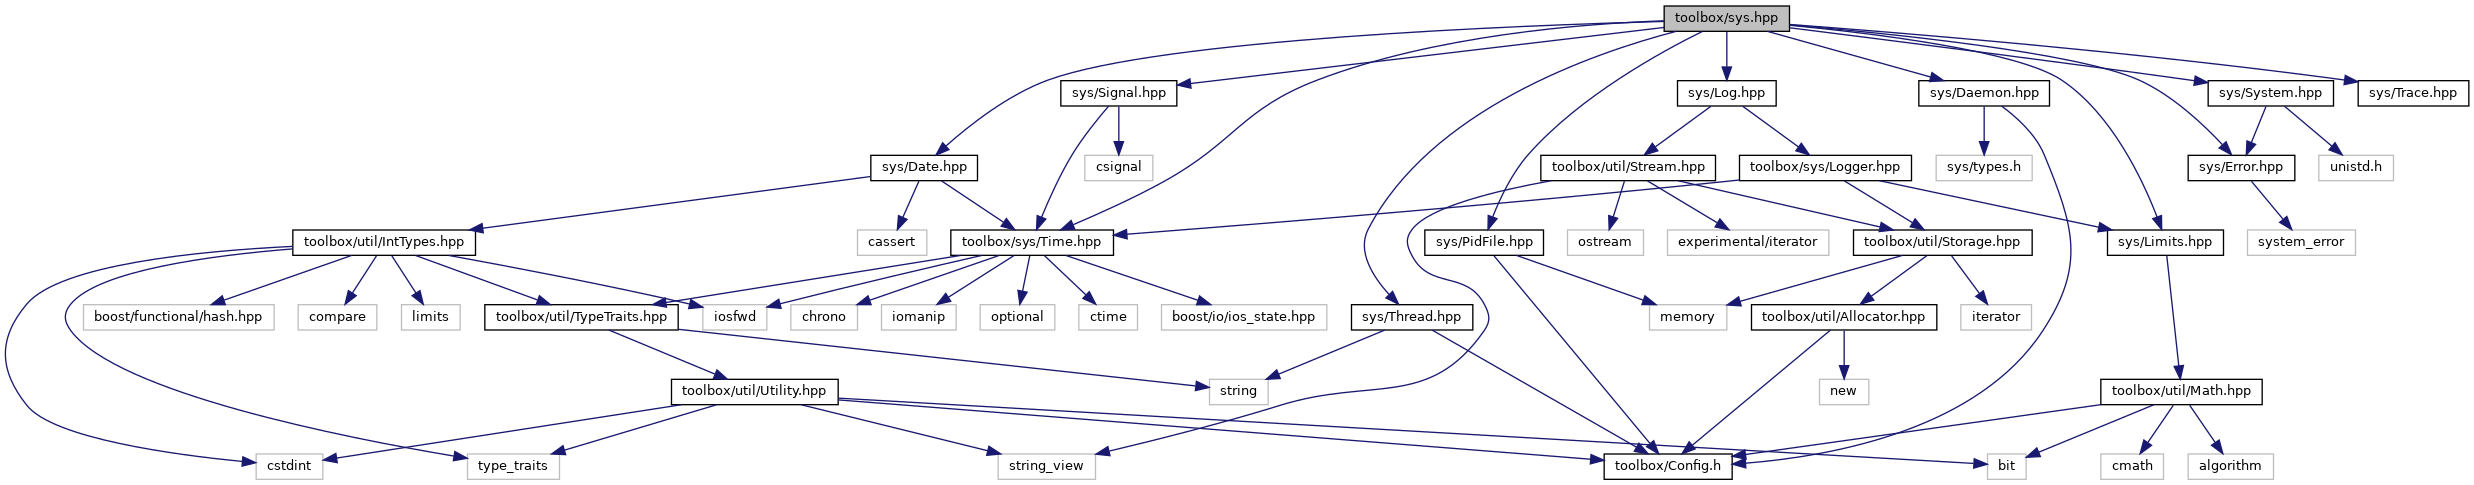 toolbox/sys.hpp
sys/Signal.hpp
sys/Log.hpp
sys/Daemon.hpp
sys/System.hpp
sys/Trace.hpp
sys/Date.hpp
csignal
toolbox/util/Stream.hpp
toolbox/sys/Logger.hpp
sys/types.h
sys/Error.hpp
unistd.h
toolbox/util/IntTypes.hpp
cassert
toolbox/sys/Time.hpp
sys/PidFile.hpp
ostream
experimental/iterator
toolbox/util/Storage.hpp
sys/Limits.hpp
system_error
boost/functional/hash.hpp
compare
limits
toolbox/util/TypeTraits.hpp
iosfwd
chrono
iomanip
optional
ctime
boost/io/ios_state.hpp
sys/Thread.hpp
memory
toolbox/util/Allocator.hpp
iterator
toolbox/util/Utility.hpp
string
new
toolbox/util/Math.hpp
cstdint
type_traits
string_view
toolbox/Config.h
bit
cmath
algorithm